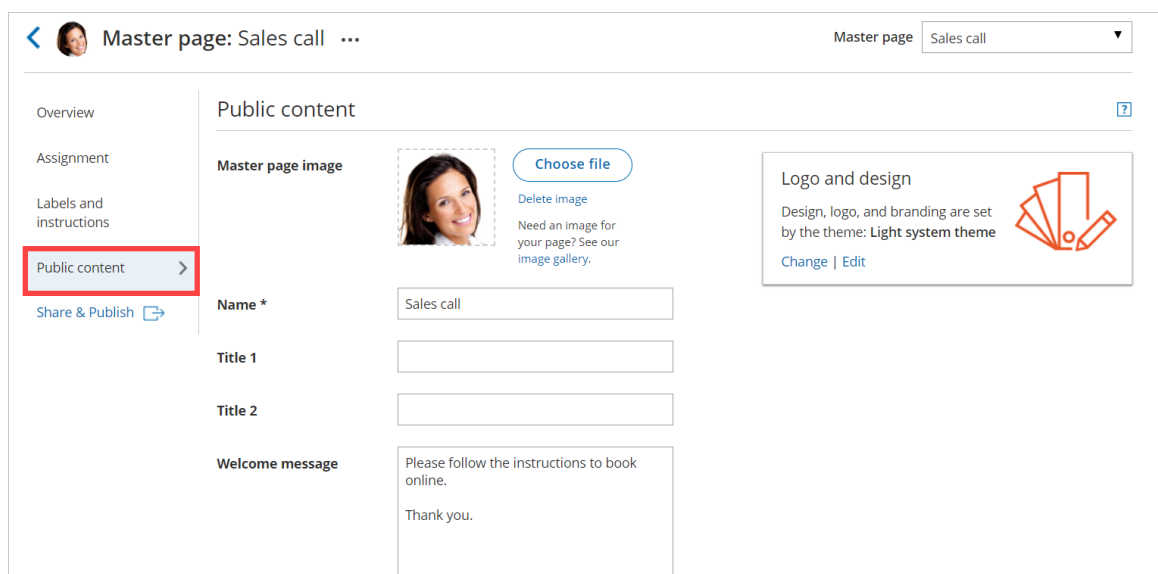 Master page: Sales call ...
Master page Sales call ▼
Overview
Assignment
Labels and
instructions
Public content
Share & Publish
Public content
?
Master page image
Choose file
Delete image
Need an image for
your page? See our
image gallery.
Logo and design
Design, logo, and branding are set
by the theme: Light system theme
Change | Edit
Name *
Sales call
Title 1
Title 2
Welcome message
Please follow the instructions to book
online.
Thank you.